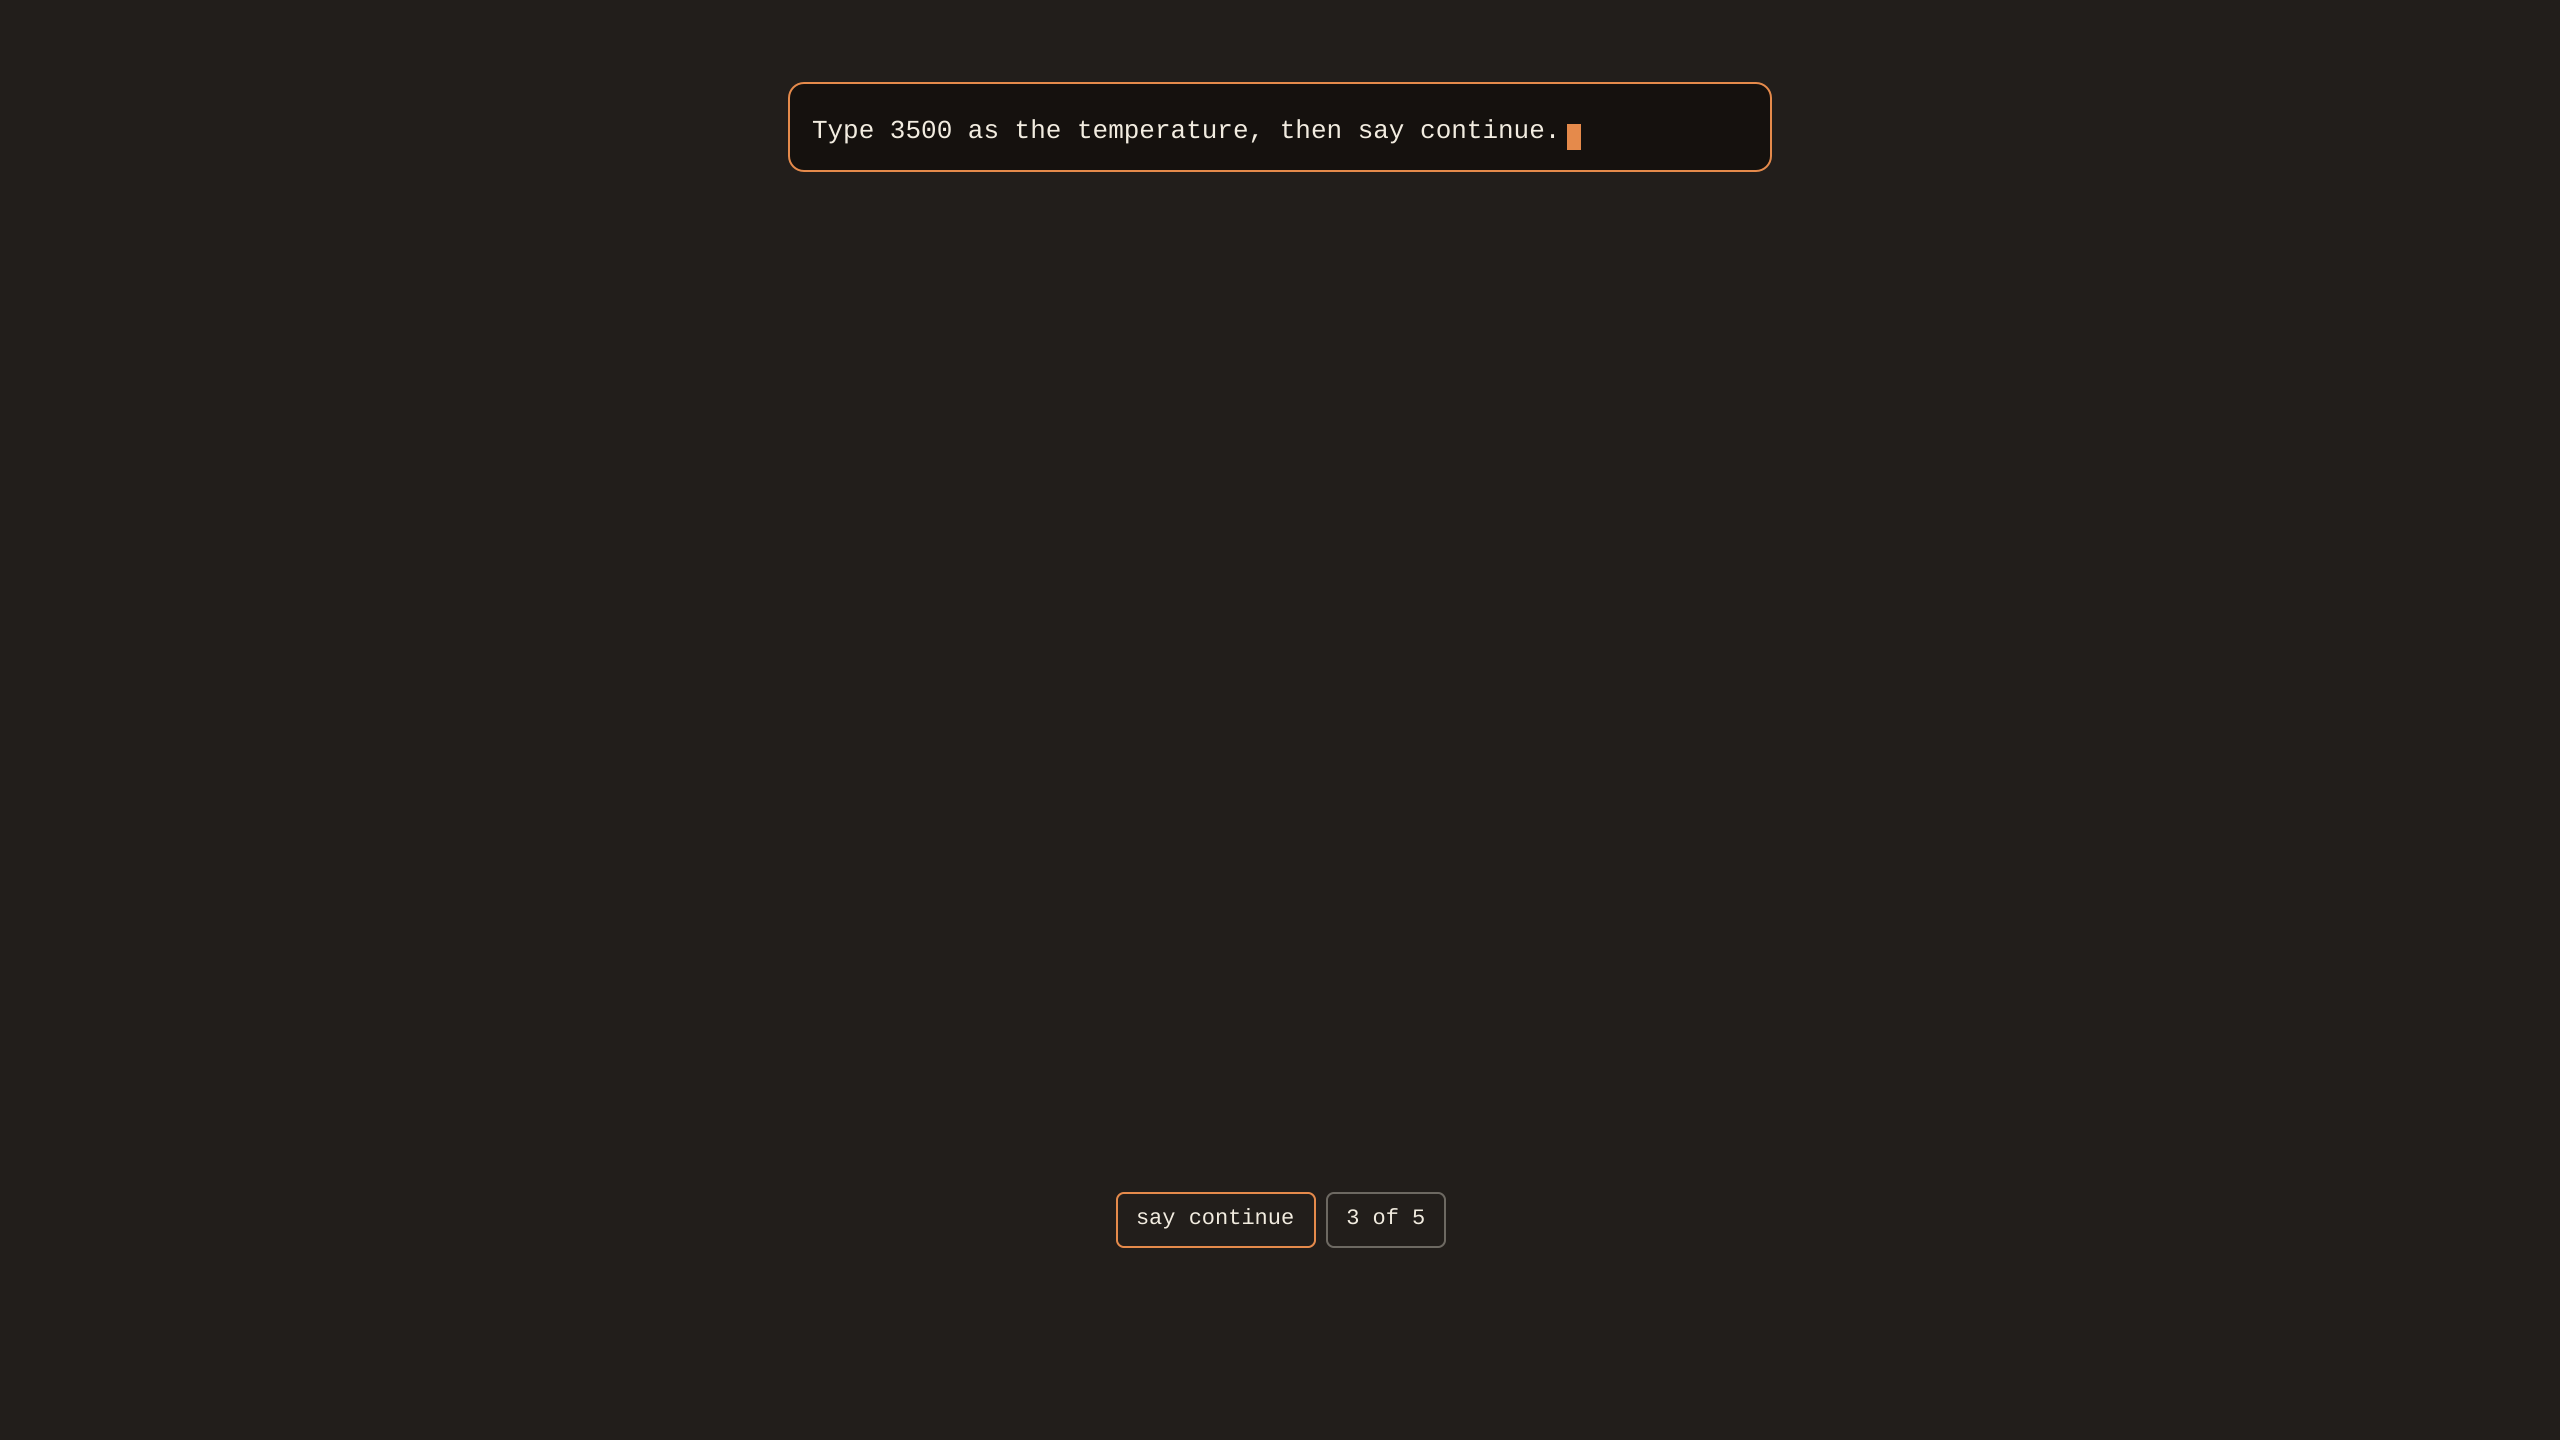 Type 3500 as the temperature, then say continue.
say continue
3 of 5